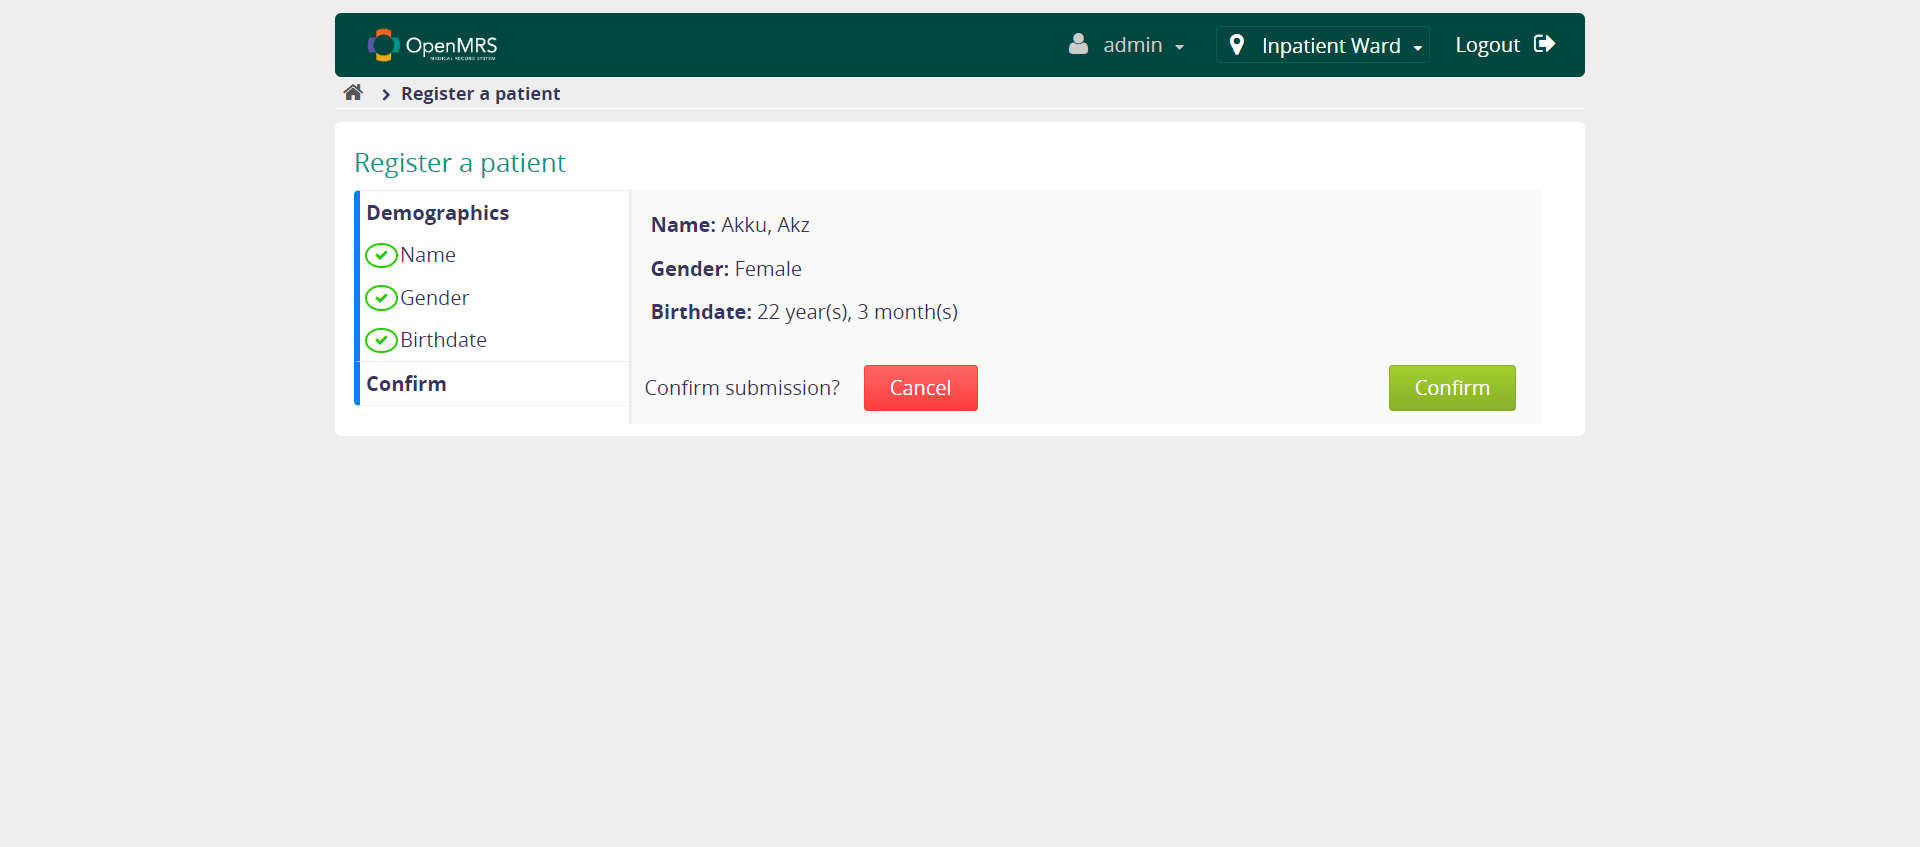 OpenMRS
MEDICAL RECORD SYSTEM
admin
Inpatient Ward
Logout
Register a patient
Register a patient
Demographics
Name
Gender
Birthdate
Confirm
Name: Akku, Akz
Gender: Female
Birthdate: 22 year(s), 3 month(s)
Confirm submission?
Cancel
Confirm